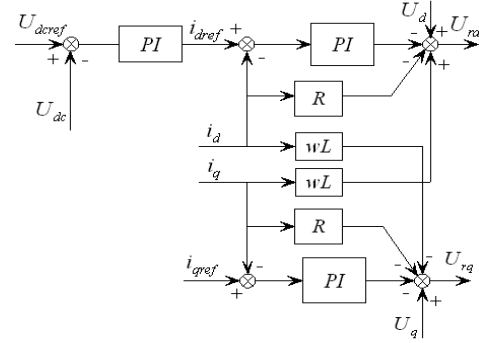 U_d
U_dcref + - PI i_dref + - PI - - + + U_rd
U_dc
R
i_d wL
i_q wL
R
i_qref - + PI - - - + U_rq
U_q